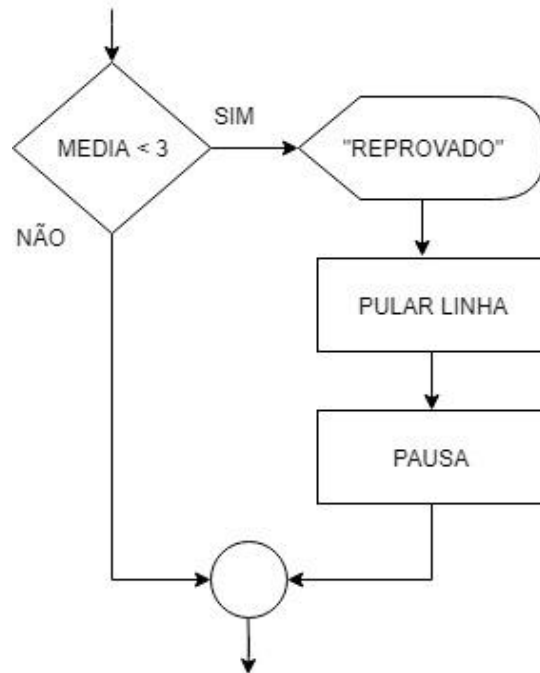 SIM
MEDIA < 3
"REPROVADO"
NÃO
PULAR LINHA
PAUSA